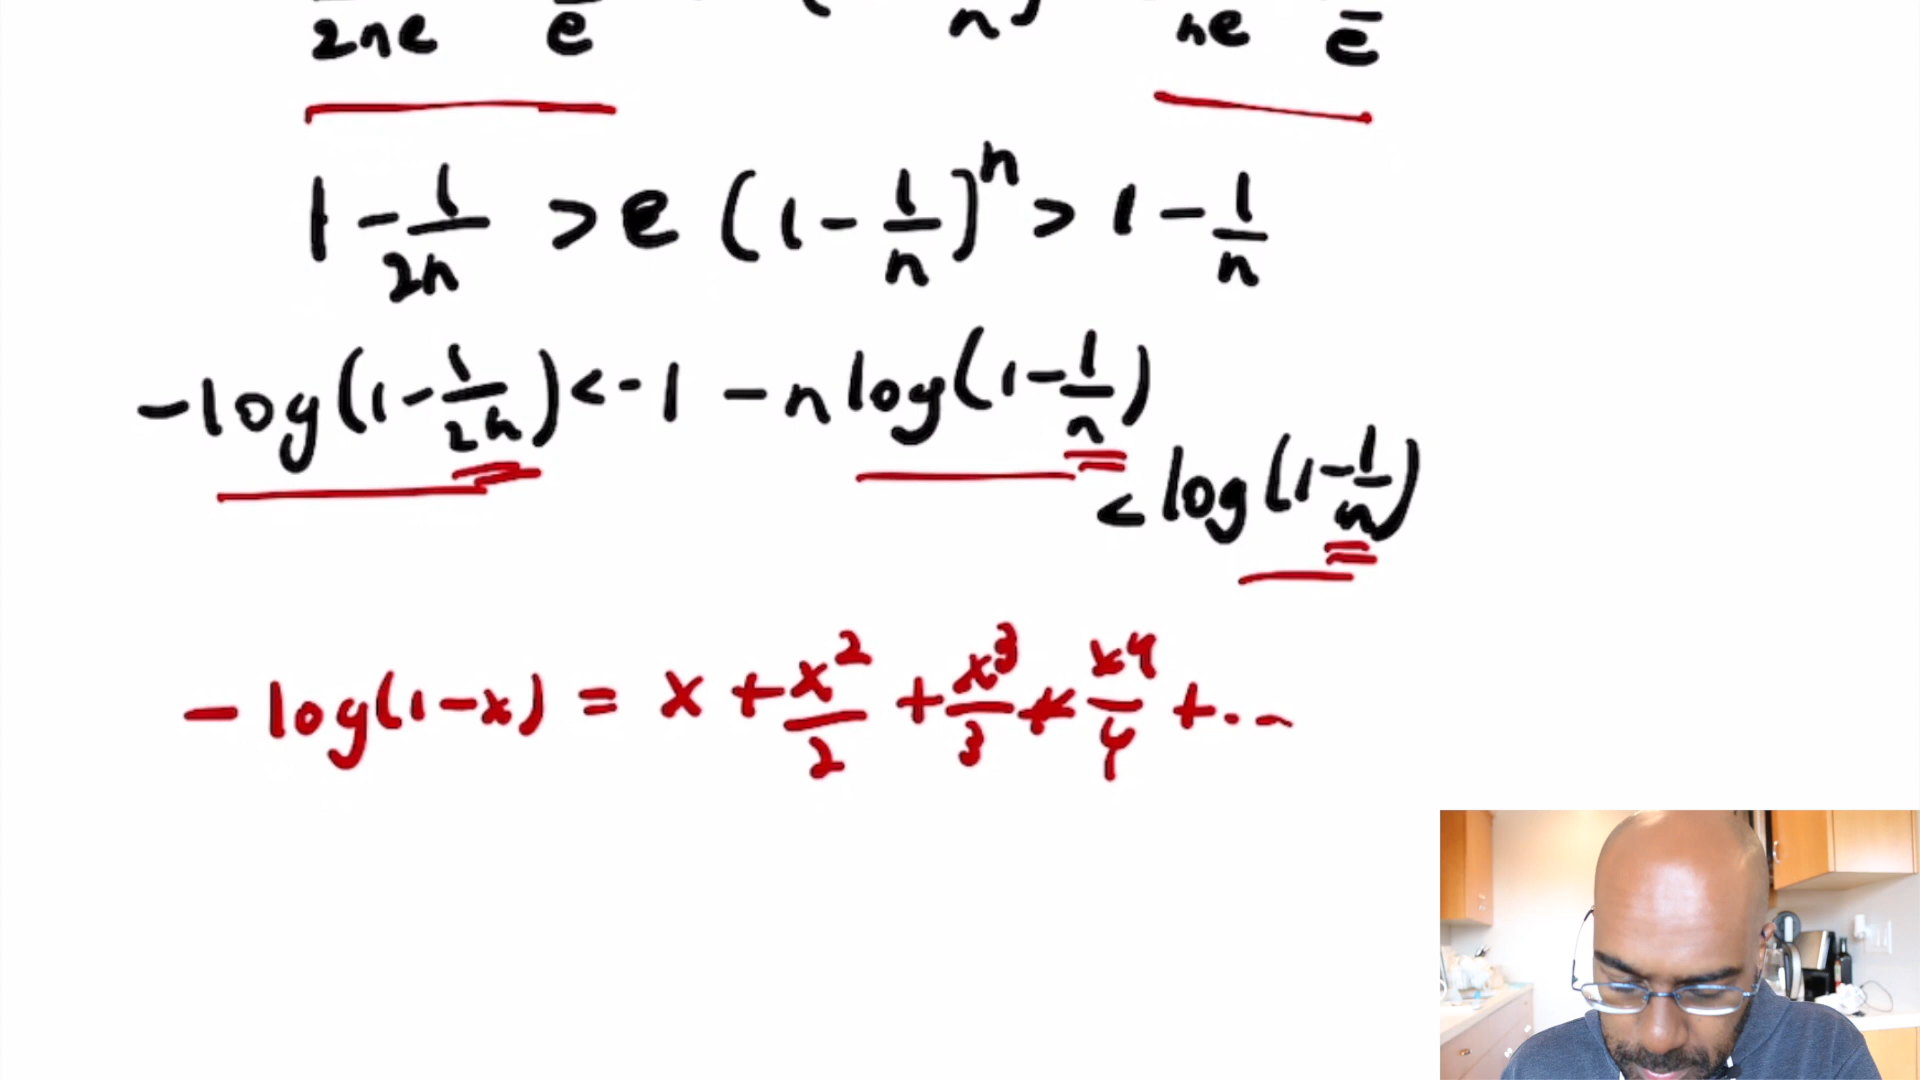 2ne e n) ne e
1 - 1/2n > e (1 - 1/n)^n > 1 - 1/n
-log(1 - 1/2n) < -1 - n log(1 - 1/n)
< log(1 - 1/n)
-log(1-x) = x + x^2/2 + x^3/3 + x^4/4 + ...